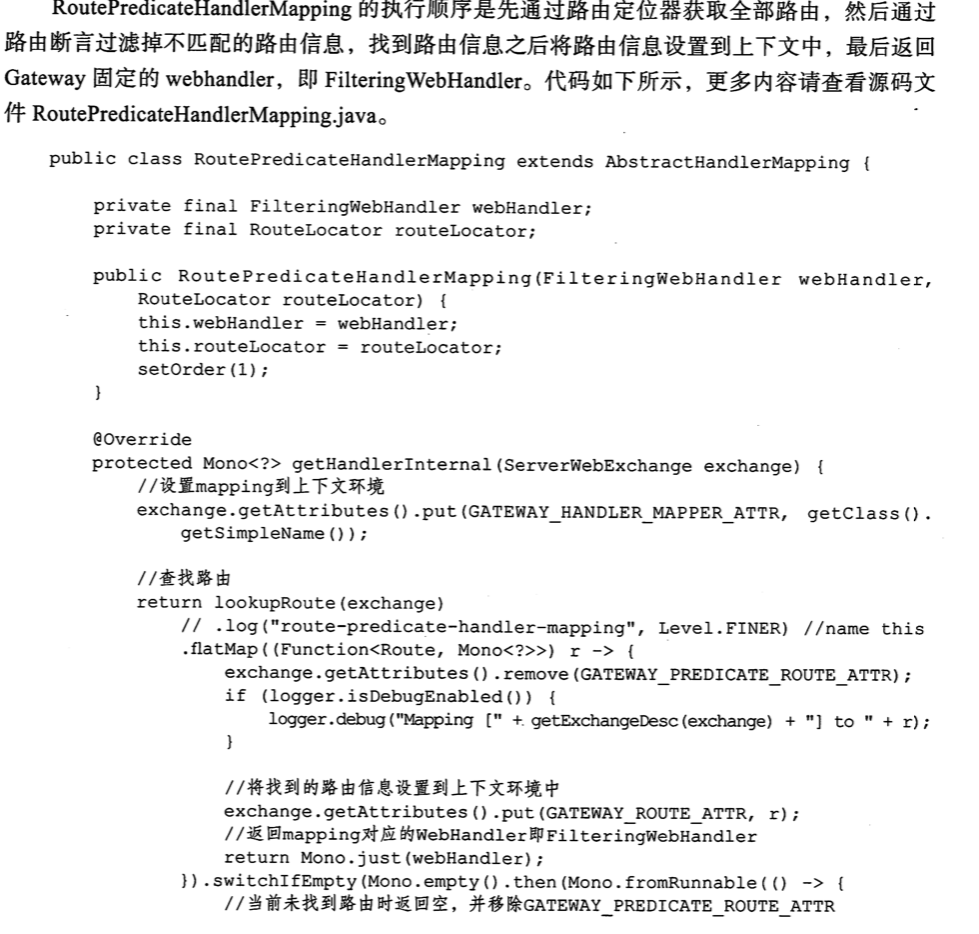 RoutePredicateHandlerMapping 的执行顺序是先通过路由定位器获取全部路由，然后通过
路由断言过滤掉不匹配的路由信息，找到路由信息之后将路由信息设置到上下文中，最后返回
Gateway 固定的 webhandler，即 FilteringWebHandler。代码如下所示，更多内容请查看源码文
件 RoutePredicateHandlerMapping.java。
public class RoutePredicateHandlerMapping extends AbstractHandlerMapping {
private final FilteringWebHandler webHandler;
private final RouteLocator routeLocator;
public RoutePredicateHandlerMapping(FilteringWebHandler webHandler,
RouteLocator routeLocator) {
this.webHandler = webHandler;
this.routeLocator = routeLocator;
setOrder(1);
}
@Override
protected Mono<?> getHandlerInternal(ServerWebExchange exchange) {
//设置mapping到上下文环境
exchange.getAttributes().put(GATEWAY_HANDLER_MAPPER_ATTR, getClass().
getSimpleName());
//查找路由
return lookupRoute(exchange)
// .log("route-predicate-handler-mapping", Level.FINER) //name this
.flatMap((Function<Route, Mono<?>>) r -> {
exchange.getAttributes().remove(GATEWAY_PREDICATE_ROUTE_ATTR);
if (logger.isDebugEnabled()) {
logger.debug("Mapping [" + getExchangeDesc(exchange) + "] to " + r);
}
//将找到的路由信息设置到上下文环境中
exchange.getAttributes().put(GATEWAY_ROUTE_ATTR, r);
//返回mapping对应的WebHandler即FilteringWebHandler
return Mono.just(webHandler);
}).switchIfEmpty(Mono.empty().then(Mono.fromRunnable(() -> {
//当前未找到路由时返回空，并移除GATEWAY_PREDICATE_ROUTE_ATTR